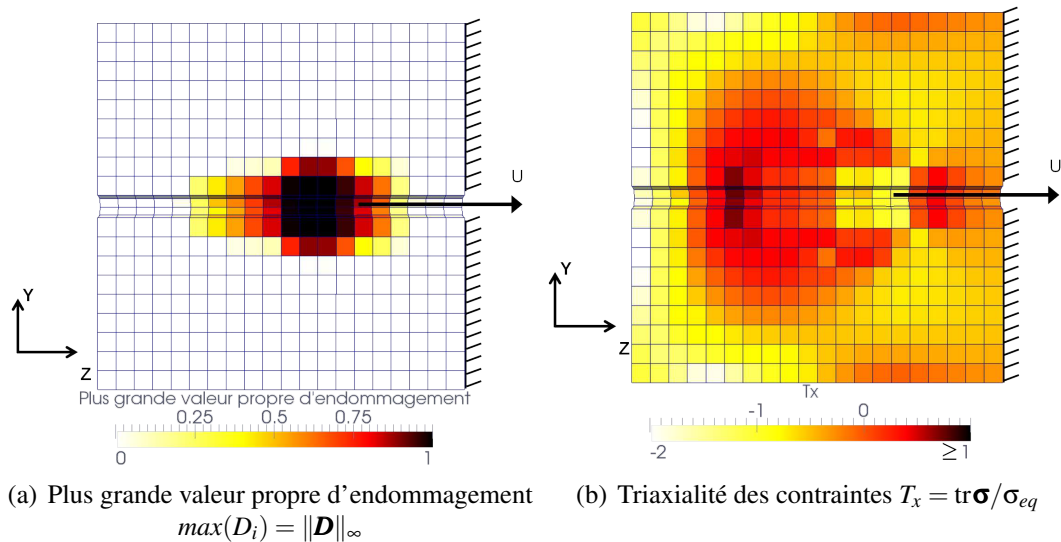 U
Y
Z
Plus grande valeur propre d'endommagement
0.25 0.5 0.75
0 1
(a) Plus grande valeur propre d'endommagement
max(D_i) = ||D||_∞
U
Y
Z
Tx
-1 0
-2 ≥1
(b) Triaxialité des contraintes T_x = trσ/σ_eq